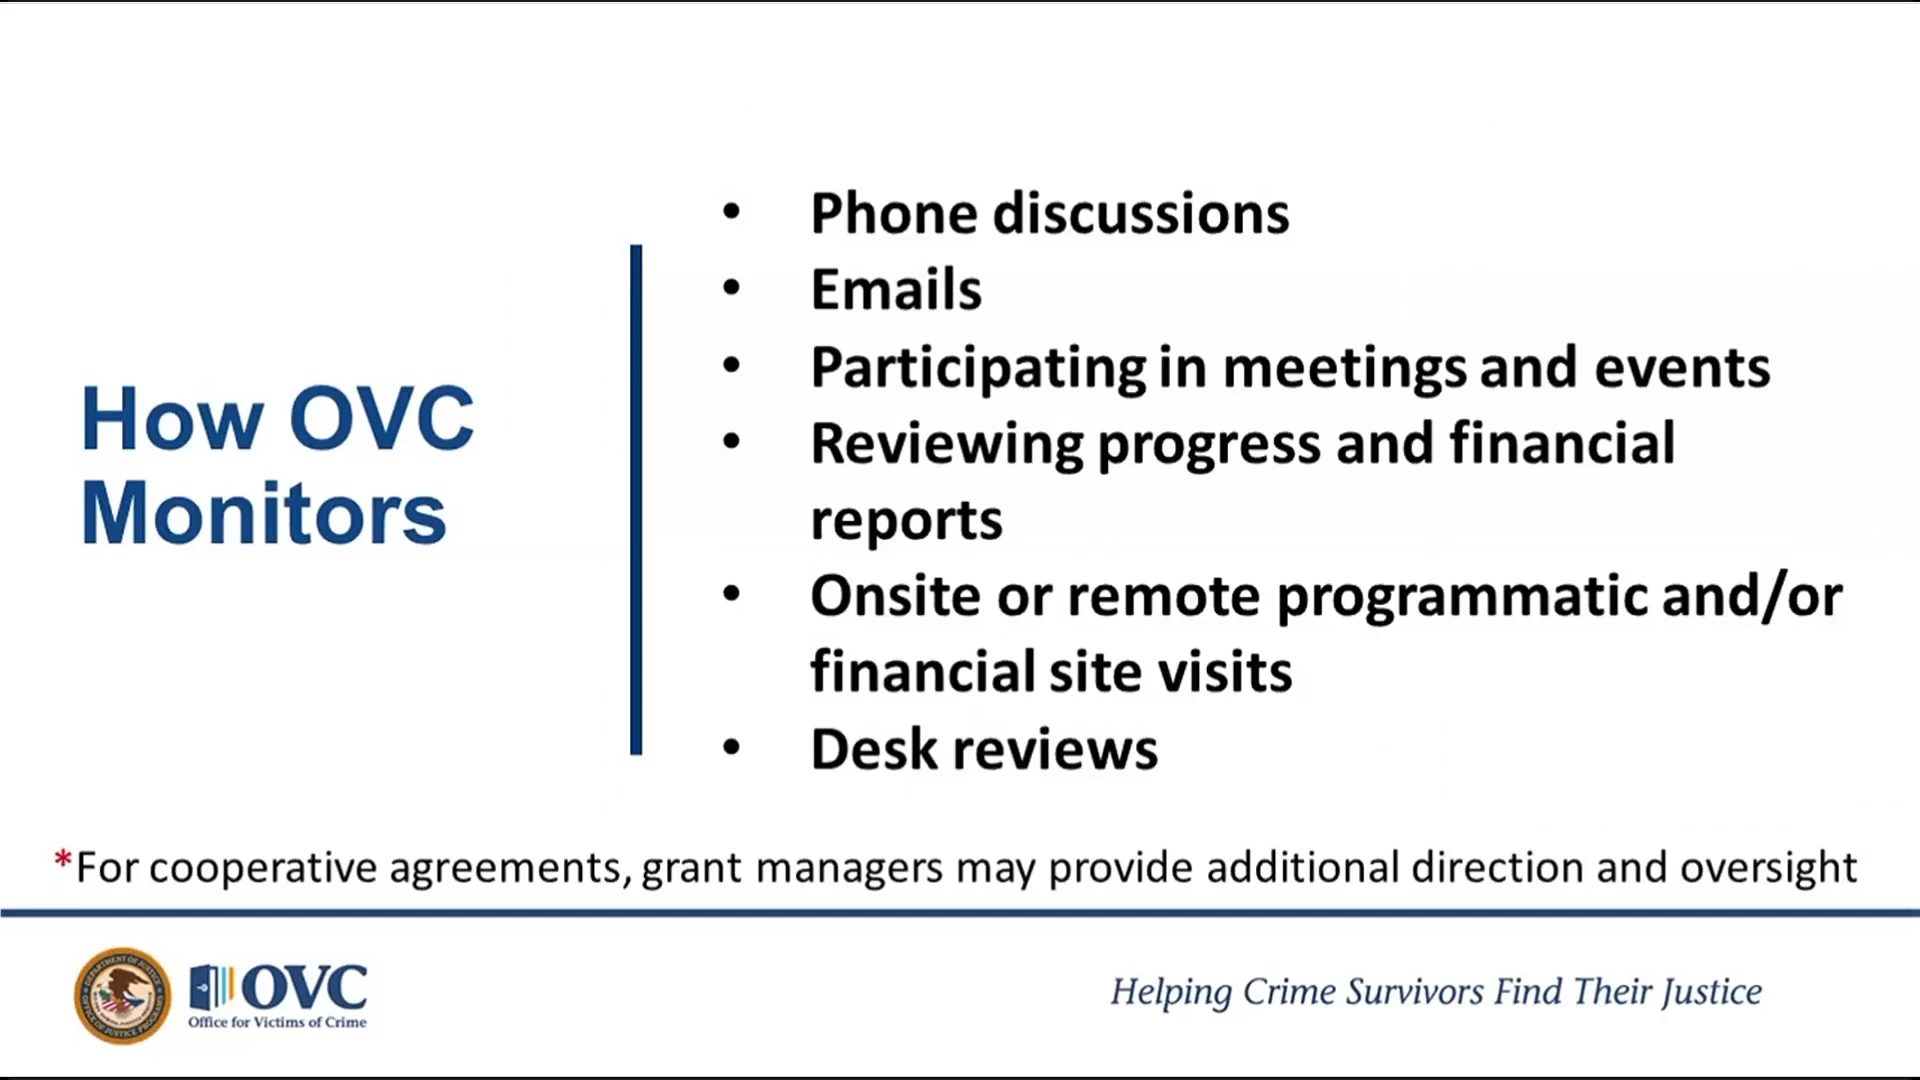 How OVC
Monitors
• Phone discussions
• Emails
• Participating in meetings and events
• Reviewing progress and financial
reports
• Onsite or remote programmatic and/or
financial site visits
• Desk reviews
*For cooperative agreements, grant managers may provide additional direction and oversight
OVC
Office for Victims of Crime
Helping Crime Survivors Find Their Justice